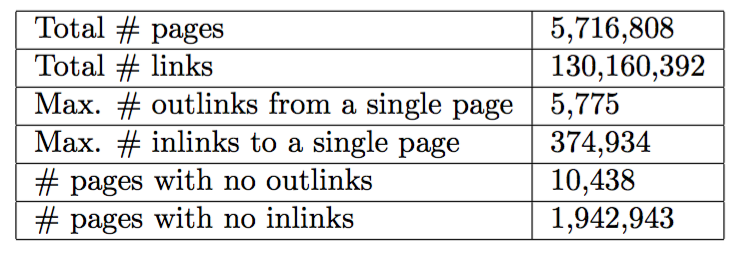 Total # pages 5,716,808
Total # links 130,160,392
Max. # outlinks from a single page 5,775
Max. # inlinks to a single page 374,934
# pages with no outlinks 10,438
# pages with no inlinks 1,942,943